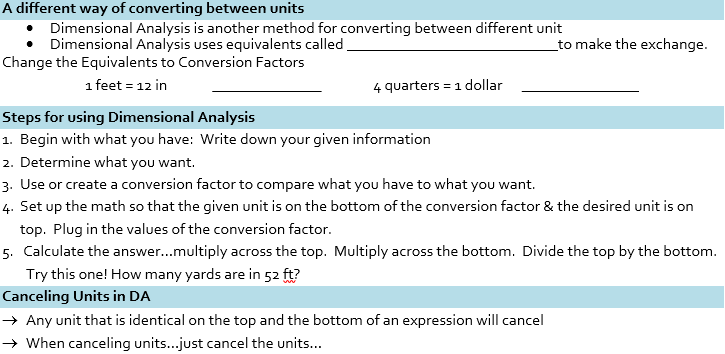 A different way of converting between units
• Dimensional Analysis is another method for converting between different unit
• Dimensional Analysis uses equivalents called ______________________________to make the exchange.
Change the Equivalents to Conversion Factors
1 feet = 12 in ________________ 4 quarters = 1 dollar _________________
Steps for using Dimensional Analysis
1. Begin with what you have: Write down your given information
2. Determine what you want.
3. Use or create a conversion factor to compare what you have to what you want.
4. Set up the math so that the given unit is on the bottom of the conversion factor & the desired unit is on
top. Plug in the values of the conversion factor.
5. Calculate the answer...multiply across the top. Multiply across the bottom. Divide the top by the bottom.
Try this one! How many yards are in 52 ft?
Canceling Units in DA
→ Any unit that is identical on the top and the bottom of an expression will cancel
→ When canceling units...just cancel the units...